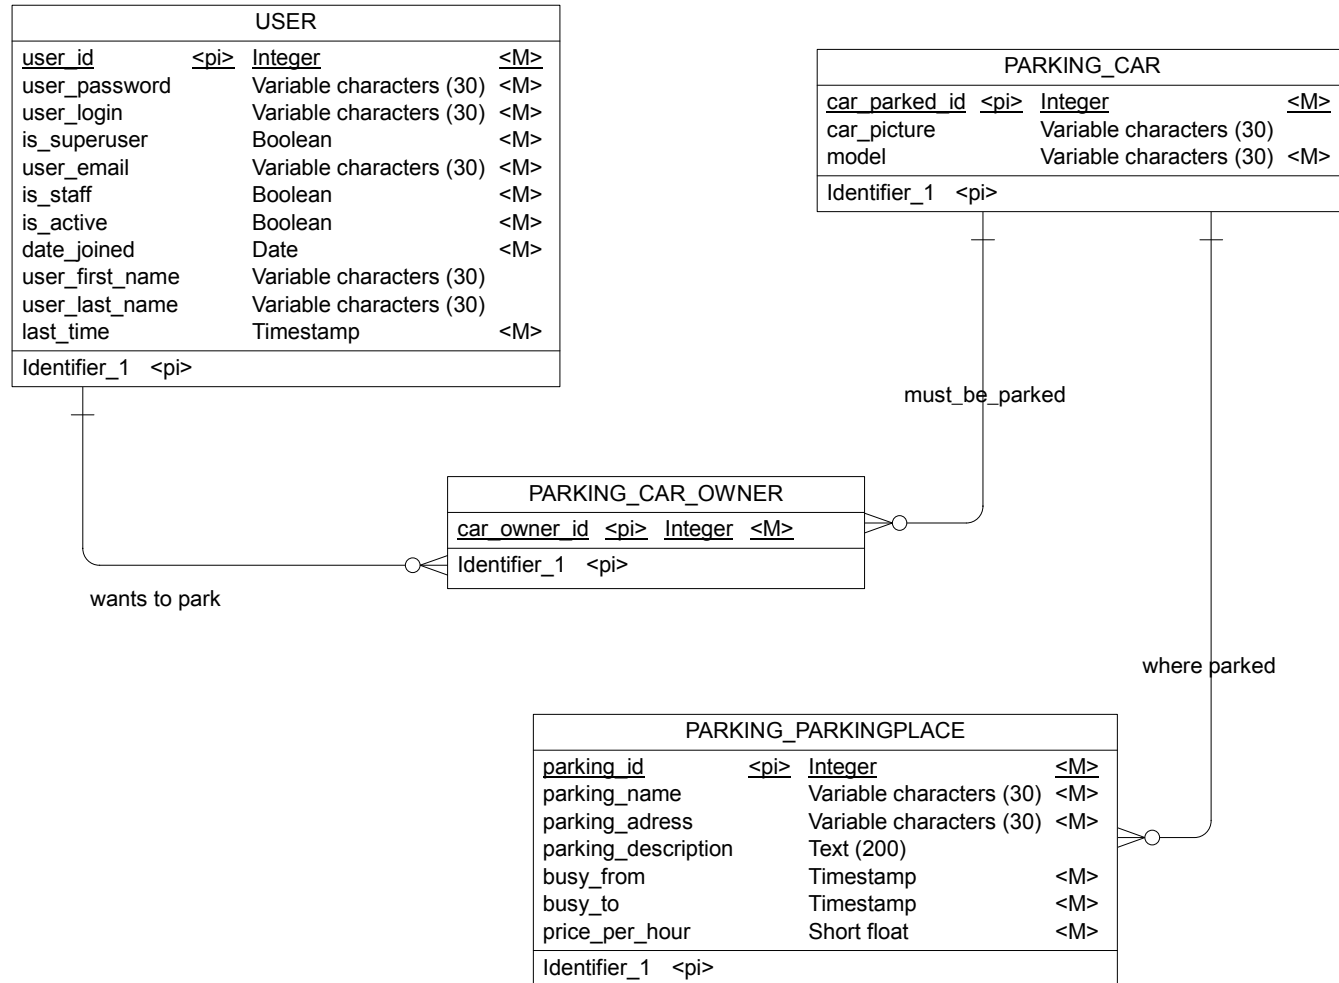 USER
user_id <pi> Integer <M>
user_password Variable characters (30) <M>
user_login Variable characters (30) <M>
is_superuser Boolean <M>
user_email Variable characters (30) <M>
is_staff Boolean <M>
is_active Boolean <M>
date_joined Date <M>
user_first_name Variable characters (30)
user_last_name Variable characters (30)
last_time Timestamp <M>
Identifier_1 <pi>
PARKING_CAR
car_parked_id <pi> Integer <M>
car_picture Variable characters (30)
model Variable characters (30) <M>
Identifier_1 <pi>
must_be_parked
PARKING_CAR_OWNER
car_owner_id <pi> Integer <M>
Identifier_1 <pi>
wants to park
where parked
PARKING_PARKINGPLACE
parking_id <pi> Integer <M>
parking_name Variable characters (30) <M>
parking_adress Variable characters (30) <M>
parking_description Text (200)
busy_from Timestamp <M>
busy_to Timestamp <M>
price_per_hour Short float <M>
Identifier_1 <pi>